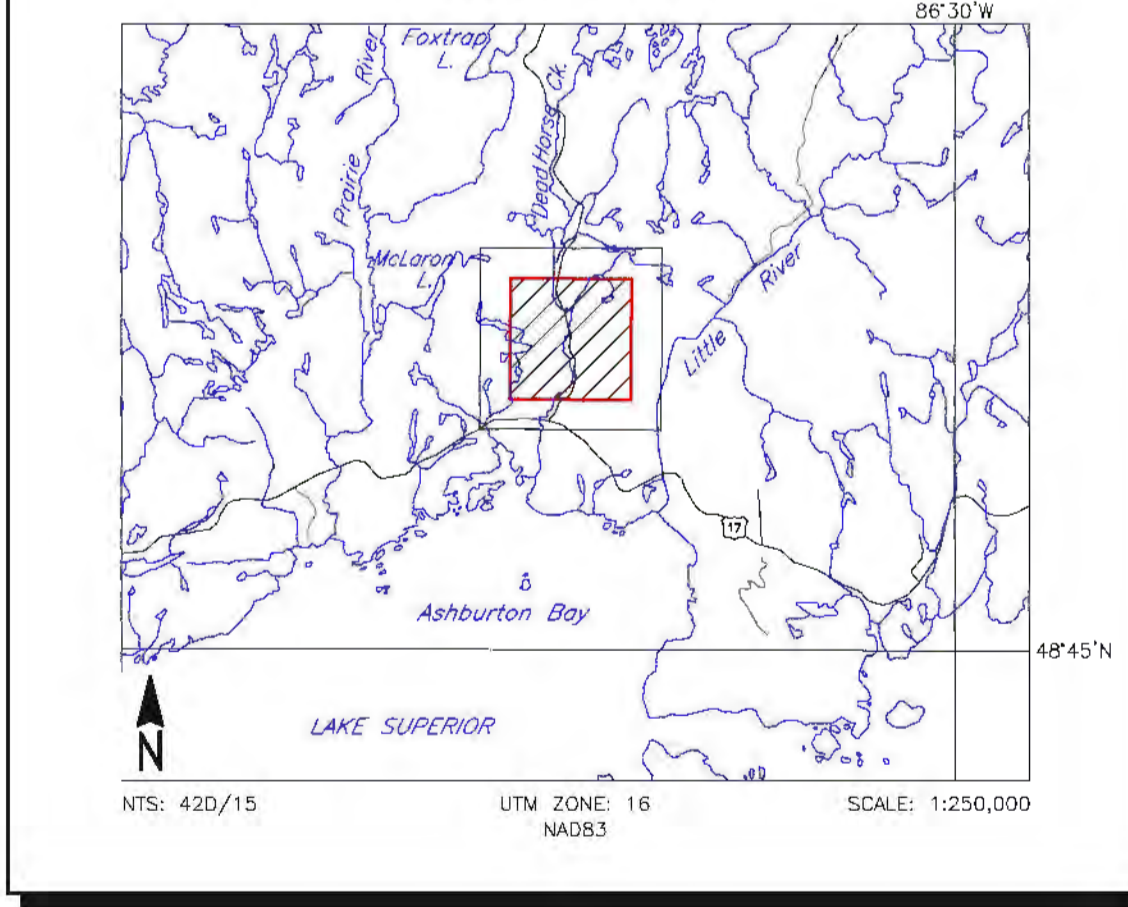 86°30'W
Foxtrap
L.
River
Dead Horse Ck.
Prairie
McLaron
L.
River
Little
17
Ashburton Bay
48°45'N
LAKE SUPERIOR
N
NTS: 42D/15
UTM ZONE: 16
SCALE: 1:250,000
NAD83